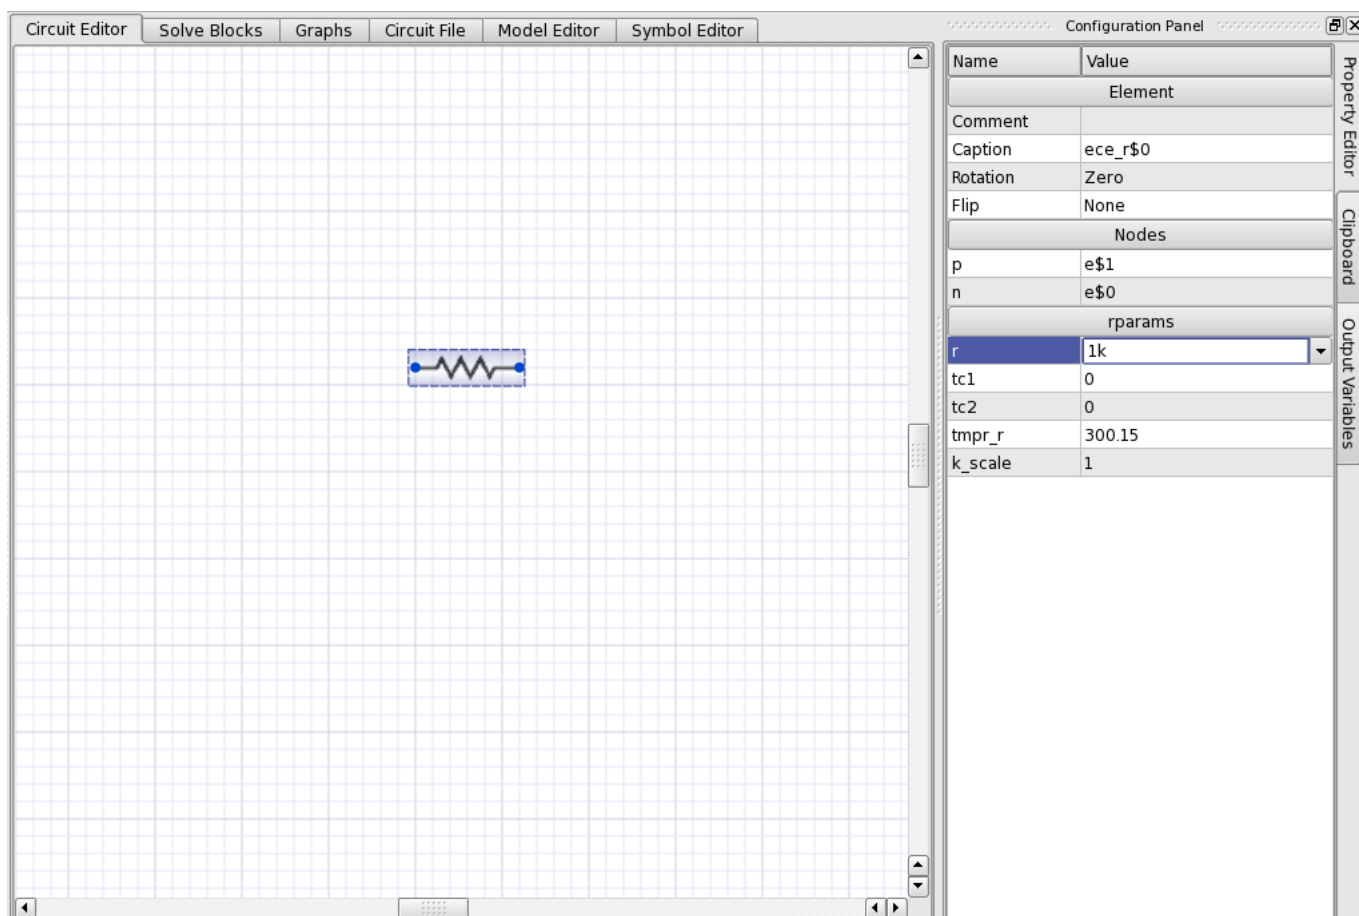 Circuit Editor Solve Blocks Graphs Circuit File Model Editor Symbol Editor
Configuration Panel
Name Value
Element
Comment
Caption ece_r$0
Rotation Zero
Flip None
Nodes
p e$1
n e$0
rparams
r 1k
tc1 0
tc2 0
tmpr_r 300.15
k_scale 1
Property Editor
Clipboard
Output Variables